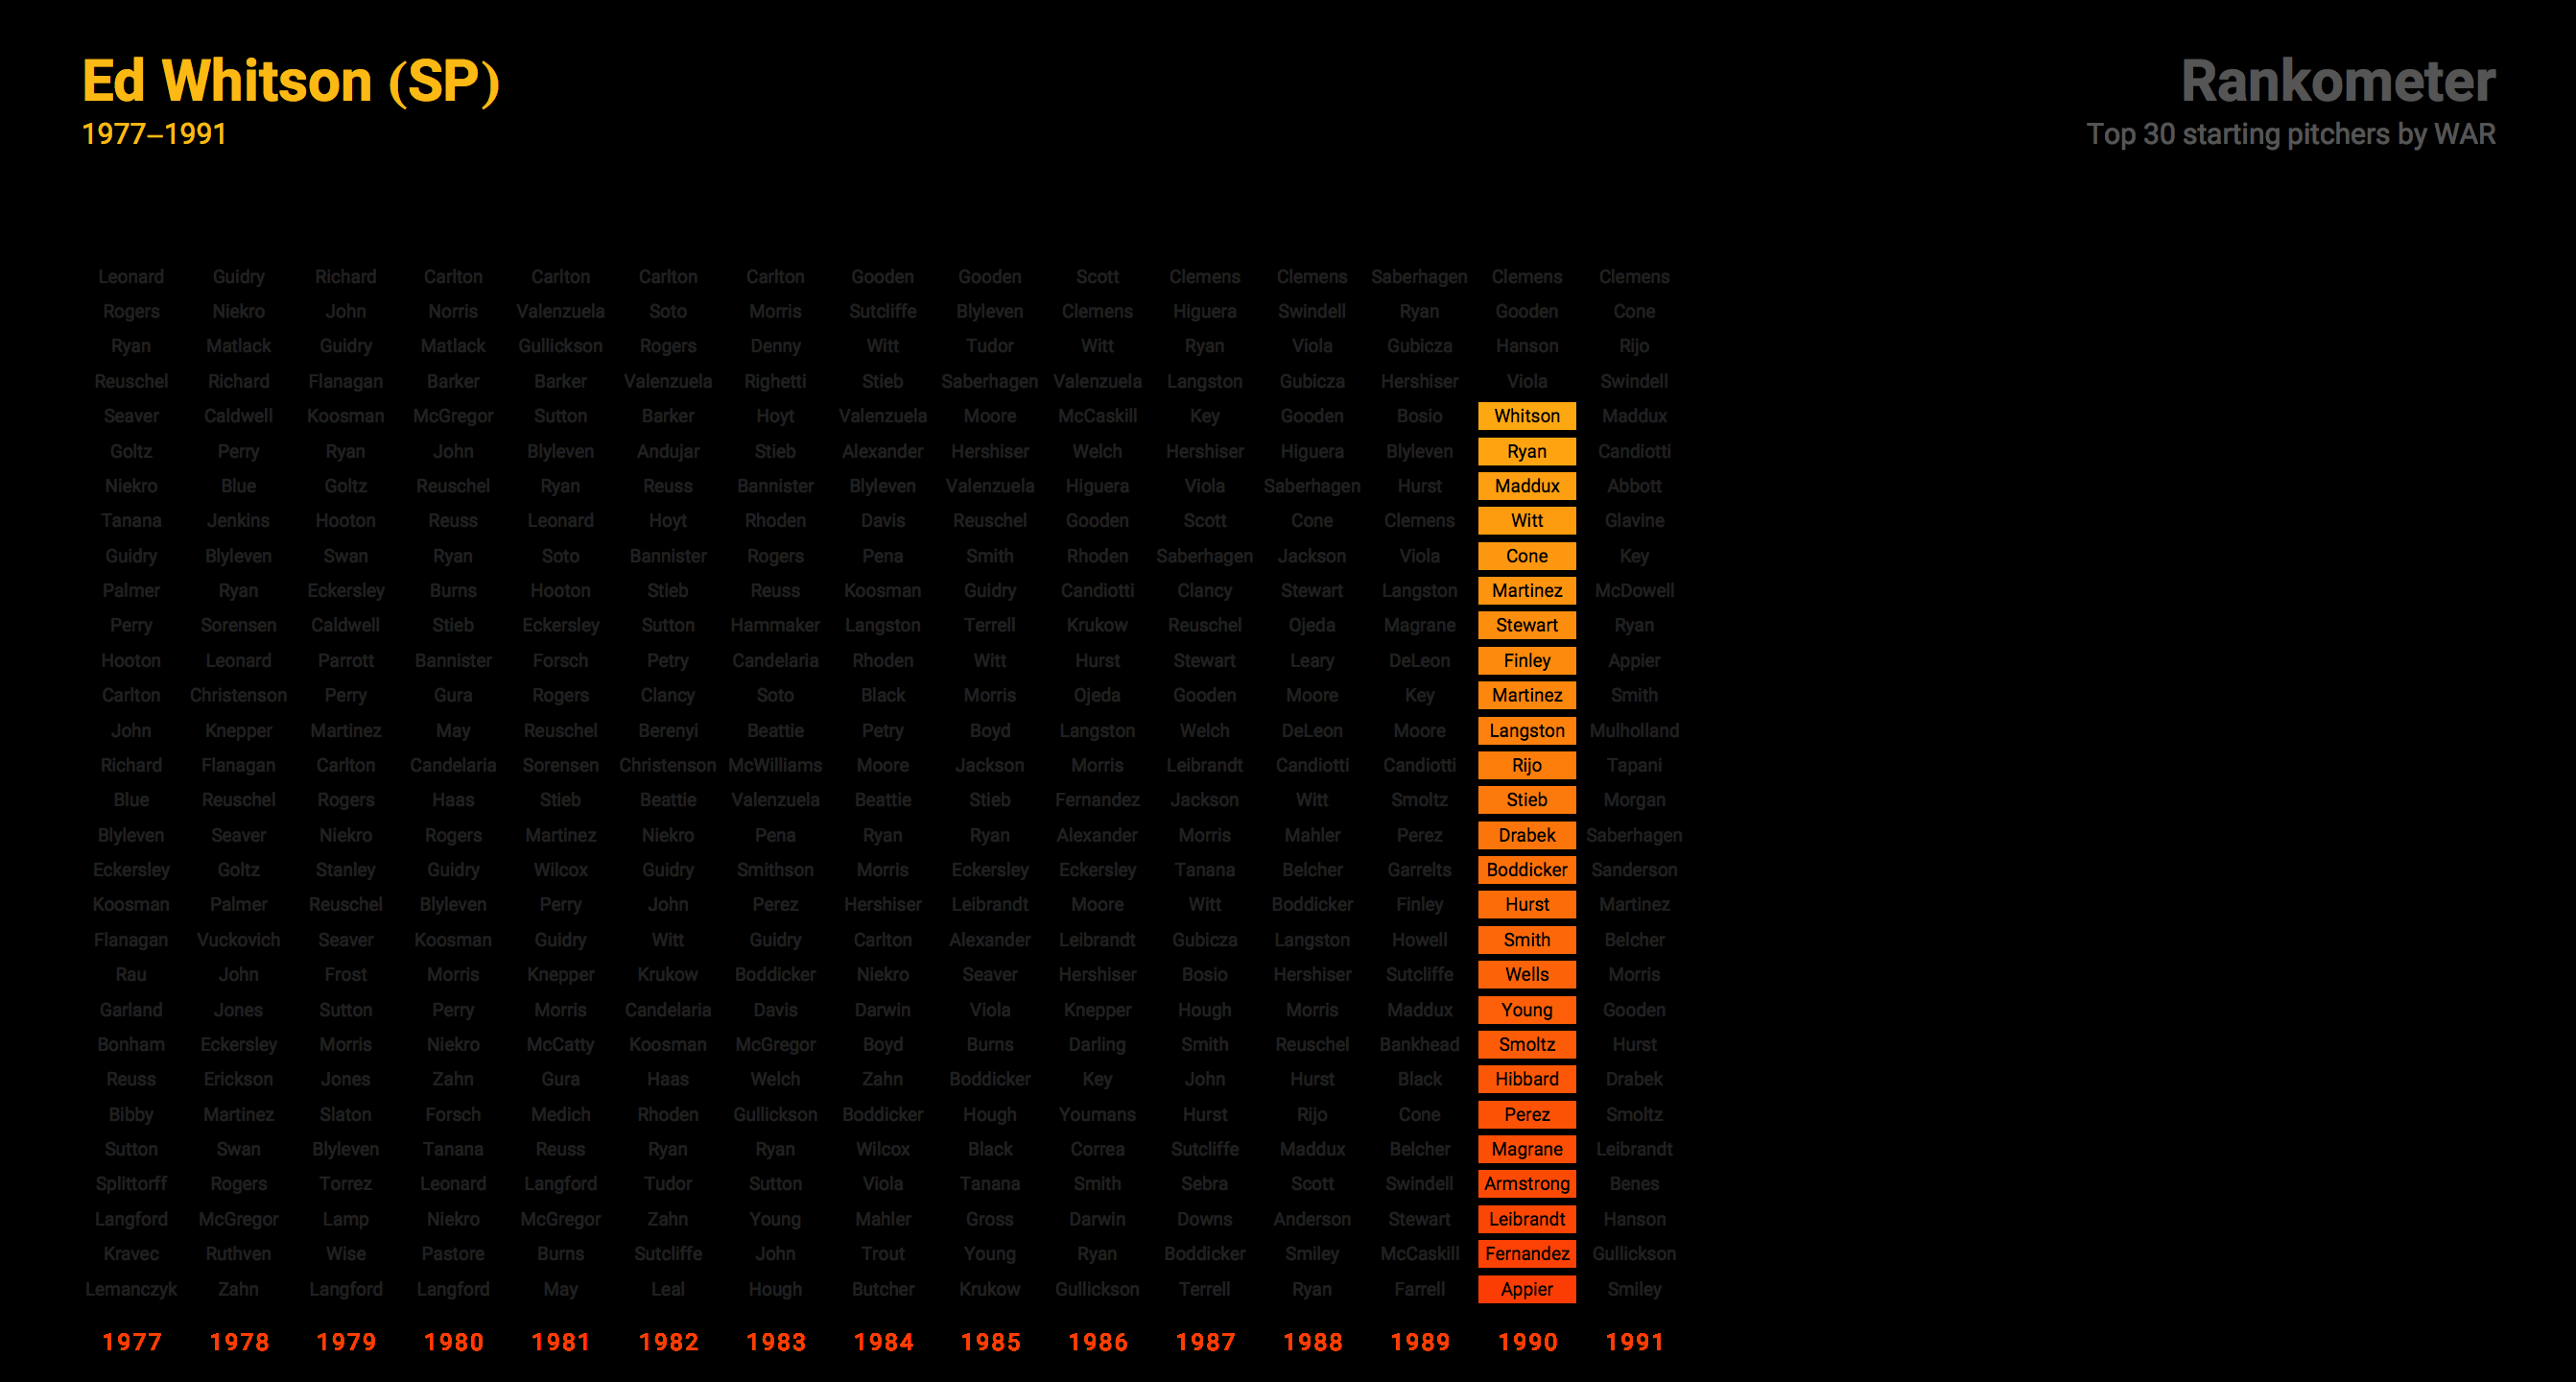 Ed Whitson (SP)
1977–1991
Rankometer
Top 30 starting pitchers by WAR
Leonard Guidry Richard Carlton Carlton Carlton Carlton Gooden Gooden Scott Clemens Clemens Saberhagen Clemens Clemens
Rogers Niekro John Norris Valenzuela Soto Morris Sutcliffe Blyleven Clemens Higuera Swindell Ryan Gooden Cone
Ryan Matlack Guidry Matlack Gullickson Rogers Denny Witt Tudor Witt Ryan Viola Gubicza Hanson Rijo
Reuschel Richard Flanagan Barker Barker Valenzuela Righetti Stieb Saberhagen Valenzuela Langston Gubicza Hershiser Viola Swindell
Seaver Caldwell Koosman McGregor Sutton Barker Hoyt Valenzuela Moore McCaskill Key Gooden Bosio Whitson Maddux
Goltz Perry Ryan John Blyleven Andujar Stieb Alexander Hershiser Welch Hershiser Higuera Blyleven Ryan Candiotti
Niekro Blue Goltz Reuschel Ryan Reuss Bannister Blyleven Valenzuela Higuera Viola Saberhagen Hurst Maddux Abbott
Tanana Jenkins Hooton Reuss Leonard Hoyt Rhoden Davis Reuschel Gooden Scott Cone Clemens Witt Glavine
Guidry Blyleven Swan Ryan Soto Bannister Rogers Pena Smith Rhoden Saberhagen Jackson Viola Cone Key
Palmer Ryan Eckersley Burns Hooton Stieb Reuss Koosman Guidry Candiotti Clancy Stewart Langston Martinez McDowell
Perry Sorensen Caldwell Stieb Eckersley Sutton Hammaker Langston Terrell Krukow Reuschel Ojeda Magrane Stewart Ryan
Hooton Leonard Parrott Bannister Forsch Petry Candelaria Rhoden Witt Hurst Stewart Leary DeLeon Finley Appier
Carlton Christenson Perry Gura Rogers Clancy Soto Black Morris Ojeda Gooden Moore Key Martinez Smith
John Knepper Martinez May Reuschel Berenyi Beattie Petry Boyd Langston Welch DeLeon Moore Langston Mulholland
Richard Flanagan Carlton Candelaria Sorensen Christenson McWilliams Moore Jackson Morris Leibrandt Candiotti Candiotti Rijo Tapani
Blue Reuschel Rogers Haas Stieb Beattie Valenzuela Beattie Stieb Fernandez Jackson Witt Smoltz Stieb Morgan
Blyleven Seaver Niekro Rogers Martinez Niekro Pena Ryan Ryan Alexander Morris Mahler Perez Drabek Saberhagen
Eckersley Goltz Stanley Guidry Wilcox Guidry Smithson Morris Eckersley Eckersley Tanana Belcher Garrelts Boddicker Sanderson
Koosman Palmer Reuschel Blyleven Perry John Perez Hershiser Leibrandt Moore Witt Boddicker Finley Hurst Martinez
Flanagan Vuckovich Seaver Koosman Guidry Witt Guidry Carlton Alexander Leibrandt Gubicza Langston Howell Smith Belcher
Rau John Frost Morris Knepper Krukow Boddicker Niekro Seaver Hershiser Bosio Hershiser Sutcliffe Wells Morris
Garland Jones Sutton Perry Morris Candelaria Davis Darwin Viola Knepper Hough Morris Maddux Young Gooden
Bonham Eckersley Morris Niekro McCatty Koosman McGregor Boyd Burns Darling Smith Reuschel Bankhead Smoltz Hurst
Reuss Erickson Jones Zahn Gura Haas Welch Zahn Boddicker Key John Hurst Black Hibbard Drabek
Bibby Martinez Slaton Forsch Medich Rhoden Gullickson Boddicker Hough Youmans Hurst Rijo Cone Perez Smoltz
Sutton Swan Blyleven Tanana Reuss Ryan Ryan Wilcox Black Correa Sutcliffe Maddux Belcher Magrane Leibrandt
Splittorff Rogers Torrez Leonard Langford Tudor Sutton Viola Tanana Smith Sebra Scott Swindell Armstrong Benes
Langford McGregor Lamp Niekro McGregor Zahn Young Mahler Gross Darwin Downs Anderson Stewart Leibrandt Hanson
Kravec Ruthven Wise Pastore Burns Sutcliffe John Trout Young Ryan Boddicker Smiley McCaskill Fernandez Gullickson
Lemanczyk Zahn Langford Langford May Leal Hough Butcher Krukow Gullickson Terrell Ryan Farrell Appier Smiley
1977 1978 1979 1980 1981 1982 1983 1984 1985 1986 1987 1988 1989 1990 1991